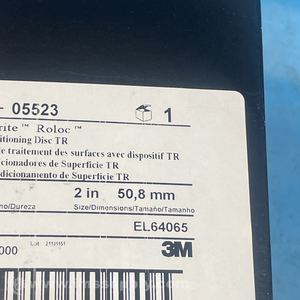 - 05523 1
rite™ Roloc™
itioning Disc TR
e traitement des surfaces avec dispositif TR
cionadores de Superficie TR
dicionamento de Superfície TR
no/Dureza Size/Dimensions/Tamaño/Tamanho
2 in 50,8 mm
EL64065
000 Lot 3M